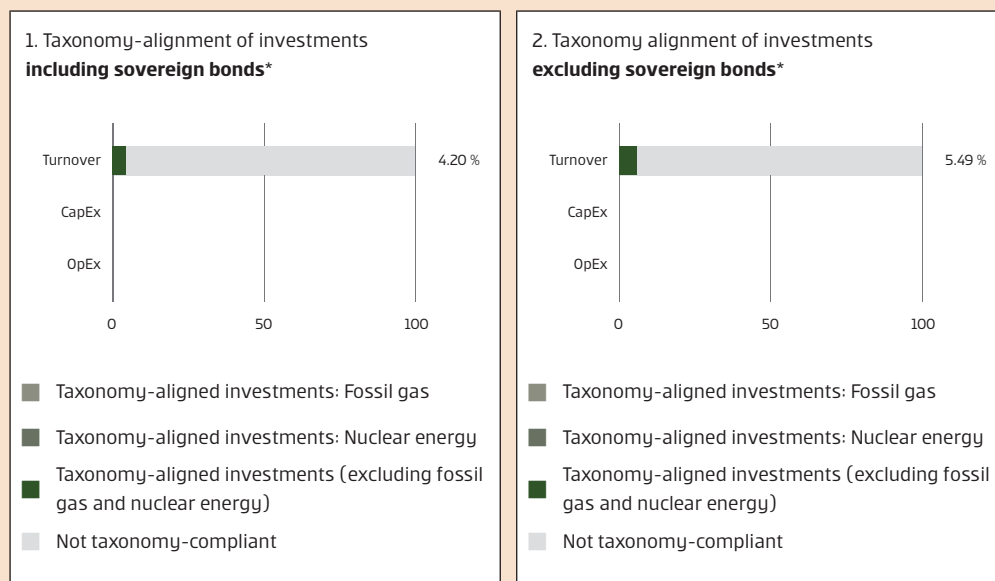 1. Taxonomy-alignment of investments
including sovereign bonds*
Turnover
4.20 %
CapEx
OpEx
0 50 100
Taxonomy-aligned investments: Fossil gas
Taxonomy-aligned investments: Nuclear energy
Taxonomy-aligned investments (excluding fossil
gas and nuclear energy)
Not taxonomy-compliant
2. Taxonomy alignment of investments
excluding sovereign bonds*
Turnover
5.49 %
CapEx
OpEx
0 50 100
Taxonomy-aligned investments: Fossil gas
Taxonomy-aligned investments: Nuclear energy
Taxonomy-aligned investments (excluding fossil
gas and nuclear energy)
Not taxonomy-compliant